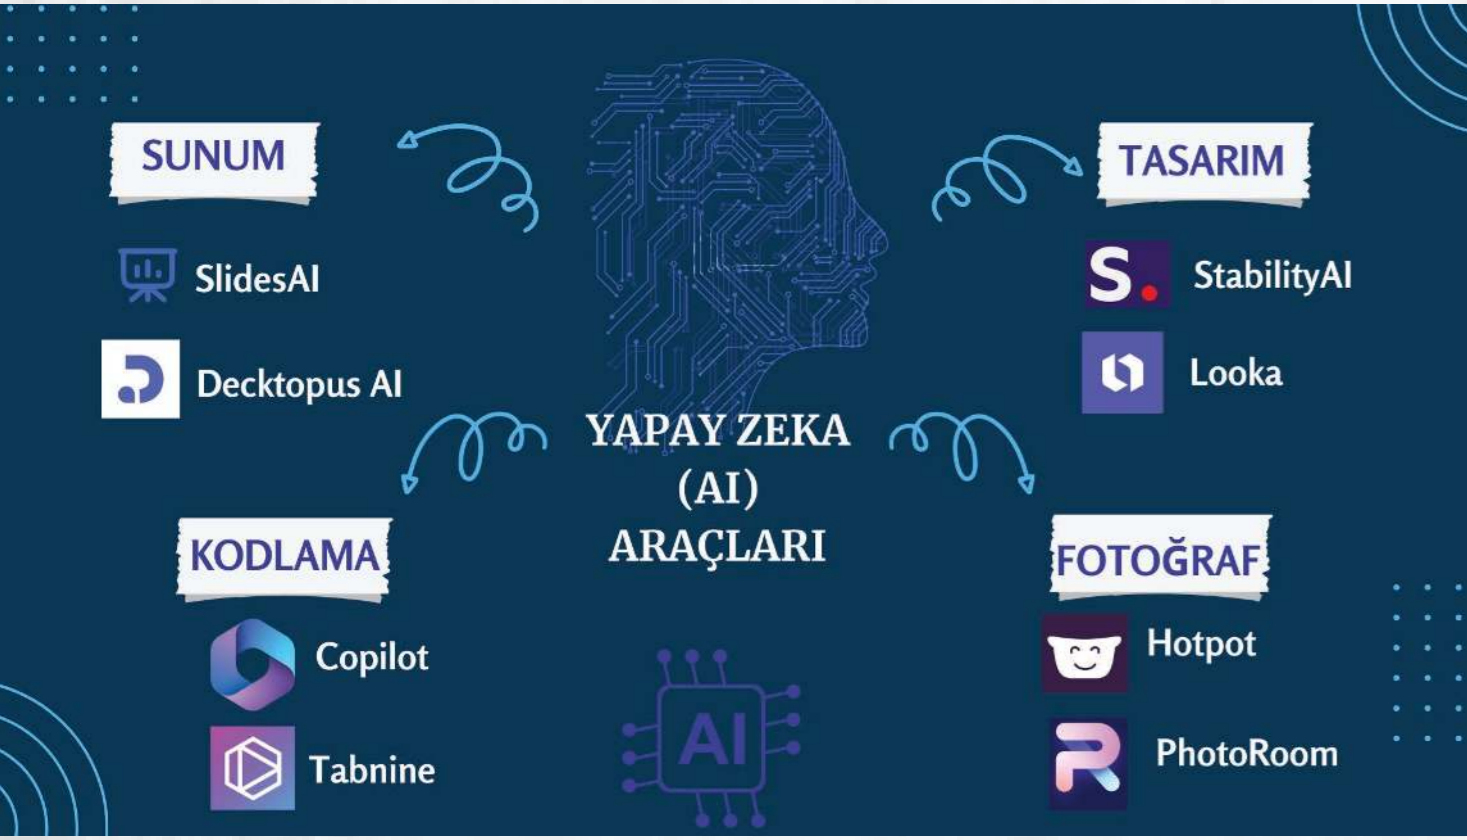 SUNUM
SlidesAI
Decktopus AI
TASARIM
S.
StabilityAI
Looka
YAPAY ZEKA
(AI)
ARAÇLARI
KODLAMA
Copilot
Tabnine
FOTOĞRAF
Hotpot
PhotoRoom
AI